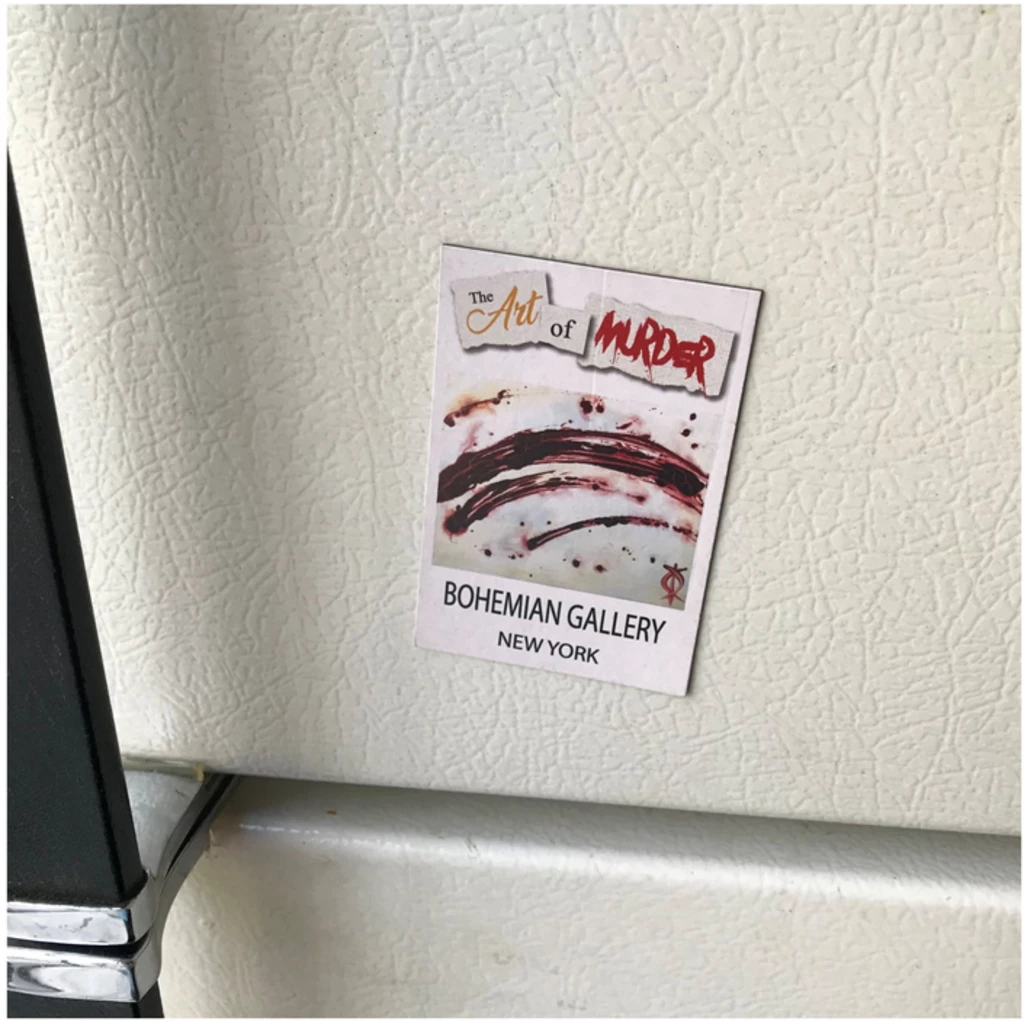 The Art of MURDER
BOHEMIAN GALLERY
NEW YORK